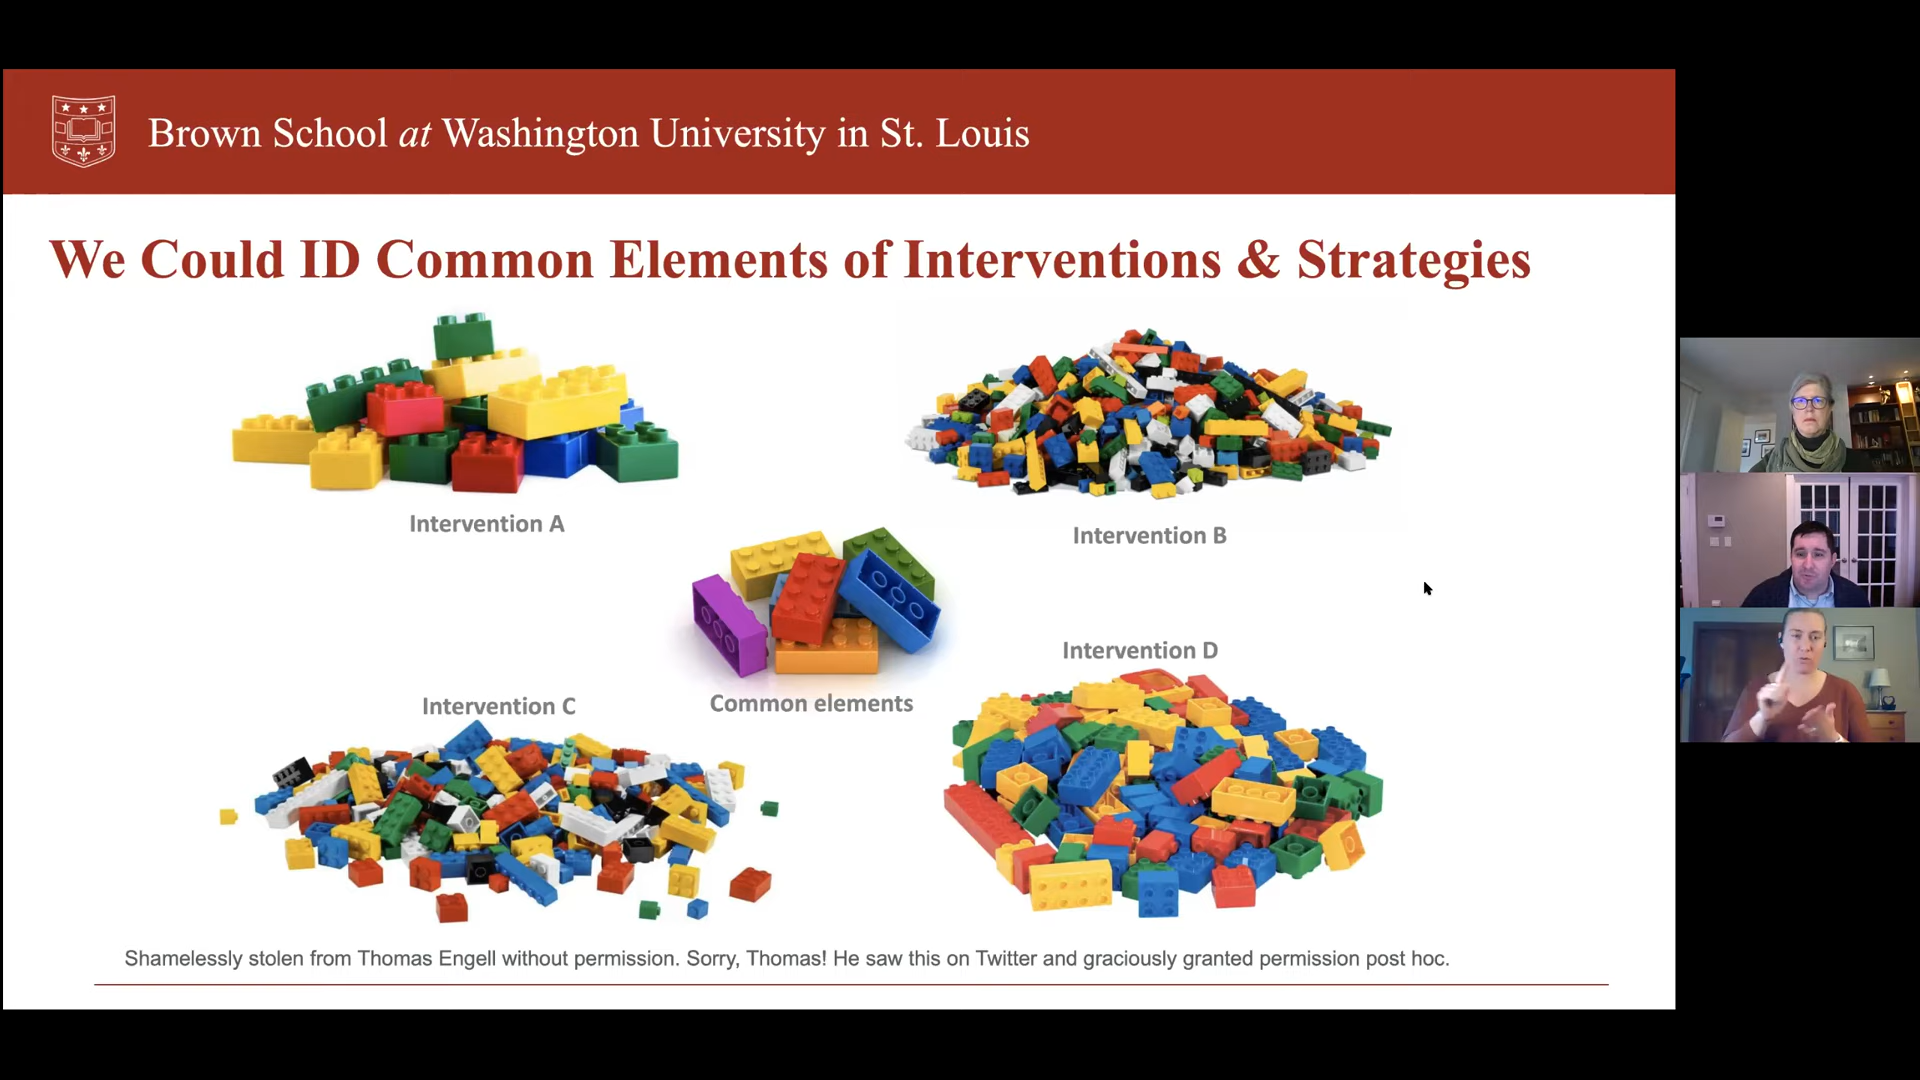 Brown School at Washington University in St. Louis
We Could ID Common Elements of Interventions & Strategies
Intervention A
Intervention B
Common elements
Intervention C
Intervention D
Shamelessly stolen from Thomas Engell without permission. Sorry, Thomas! He saw this on Twitter and graciously granted permission post hoc.